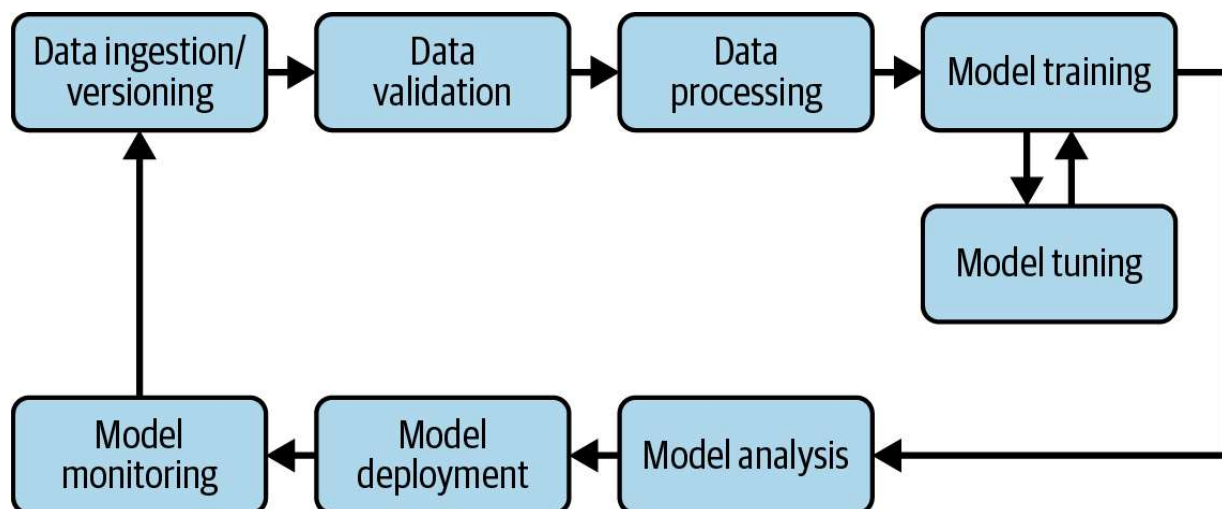 Data ingestion/
versioning
Data
validation
Data
processing
Model training
Model tuning
Model
monitoring
Model
deployment
Model analysis